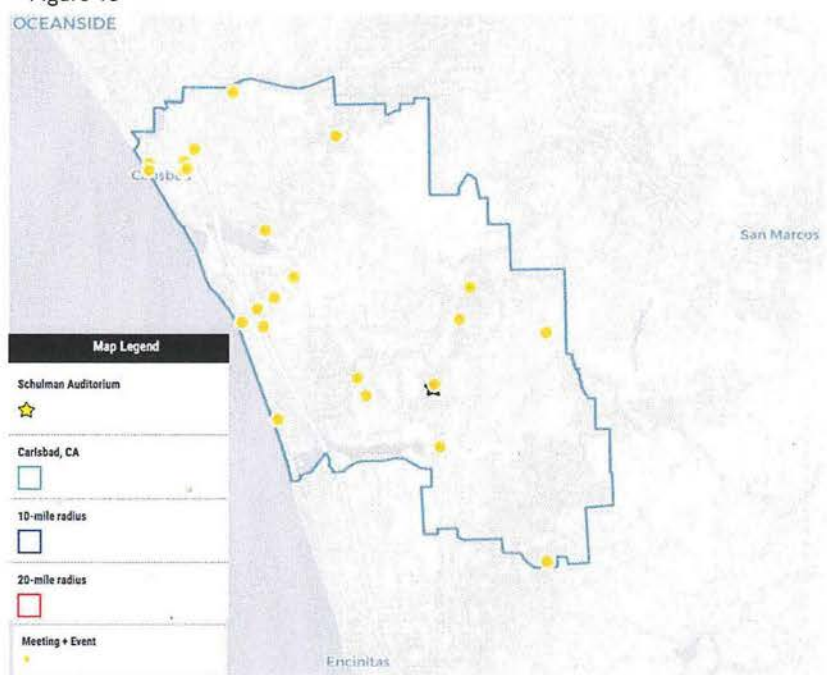 OCEANSIDE
San Marcos
Map Legend
Schulman Auditorium
Carlsbad, CA
10-mile radius
20-mile radius
Meeting + Event
Encinitas